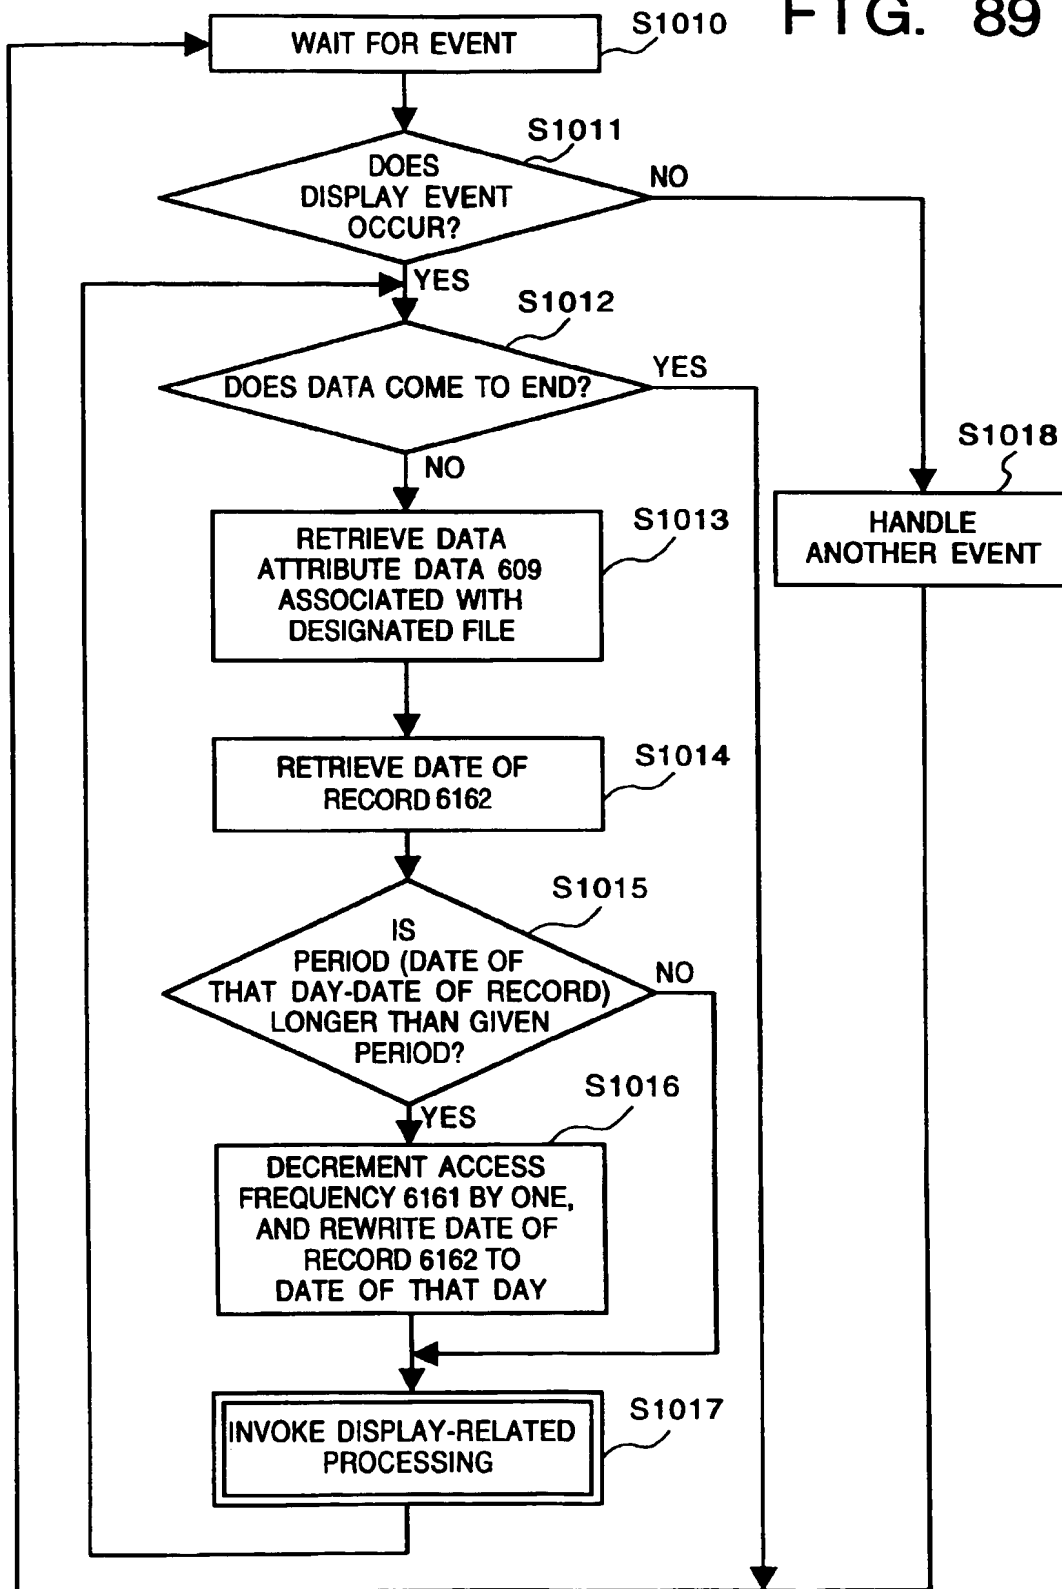 FIG. 89
WAIT FOR EVENT
S1010
S1011
DOES
DISPLAY EVENT
OCCUR?
NO
YES
S1012
DOES DATA COME TO END?
YES
NO
S1018
HANDLE
ANOTHER EVENT
S1013
RETRIEVE DATA
ATTRIBUTE DATA 609
ASSOCIATED WITH
DESIGNATED FILE
S1014
RETRIEVE DATE OF
RECORD 6162
S1015
IS
PERIOD (DATE OF
THAT DAY-DATE OF RECORD)
LONGER THAN GIVEN
PERIOD?
NO
YES
S1016
DECREMENT ACCESS
FREQUENCY 6161 BY ONE,
AND REWRITE DATE OF
RECORD 6162 TO
DATE OF THAT DAY
S1017
INVOKE DISPLAY-RELATED
PROCESSING